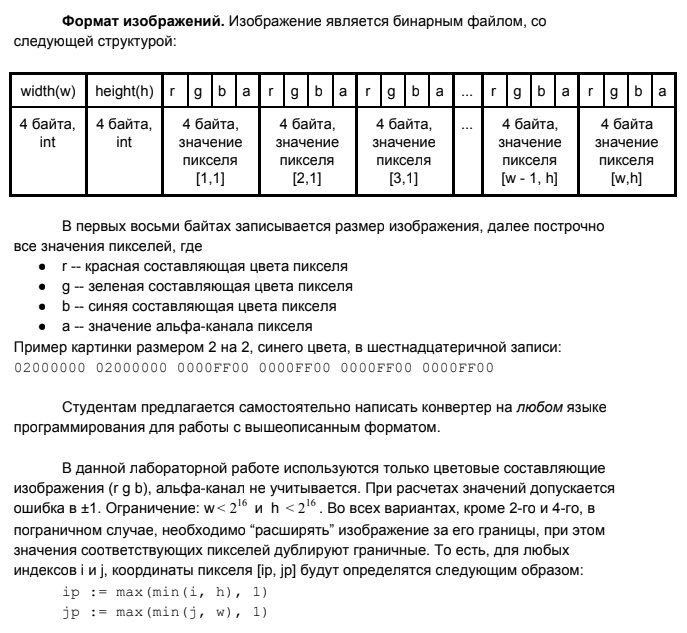 Формат изображений. Изображение является бинарным файлом, со
следующей структурой:
width(w) height(h) r g b a r g b a r g b a ... r g b a r g b a
4 байта, 4 байта, 4 байта, 4 байта, 4 байта, ... 4 байта, 4 байта
int int значение значение значение значение значение
пикселя пикселя пикселя пикселя пикселя
[1,1] [2,1] [3,1] [w - 1, h] [w,h]
В первых восьми байтах записывается размер изображения, далее построчно
все значения пикселей, где
● r -- красная составляющая цвета пикселя
● g -- зеленая составляющая цвета пикселя
● b -- синяя составляющая цвета пикселя
● a -- значение альфа-канала пикселя
Пример картинки размером 2 на 2, синего цвета, в шестнадцатеричной записи:
02000000 02000000 0000FF00 0000FF00 0000FF00 0000FF00
Студентам предлагается самостоятельно написать конвертер на любом языке
программирования для работы с вышеописанным форматом.
В данной лабораторной работе используются только цветовые составляющие
изображения (r g b), альфа-канал не учитывается. При расчетах значений допускается
ошибка в ±1. Ограничение: w < 2¹⁶ и h < 2¹⁶ . Во всех вариантах, кроме 2-го и 4-го, в
пограничном случае, необходимо “расширять” изображение за его границы, при этом
значения соответствующих пикселей дублируют граничные. То есть, для любых
индексов i и j, координаты пикселя [ip, jp] будут определятся следующим образом:
ip := max(min(i, h), 1)
jp := max(min(j, w), 1)